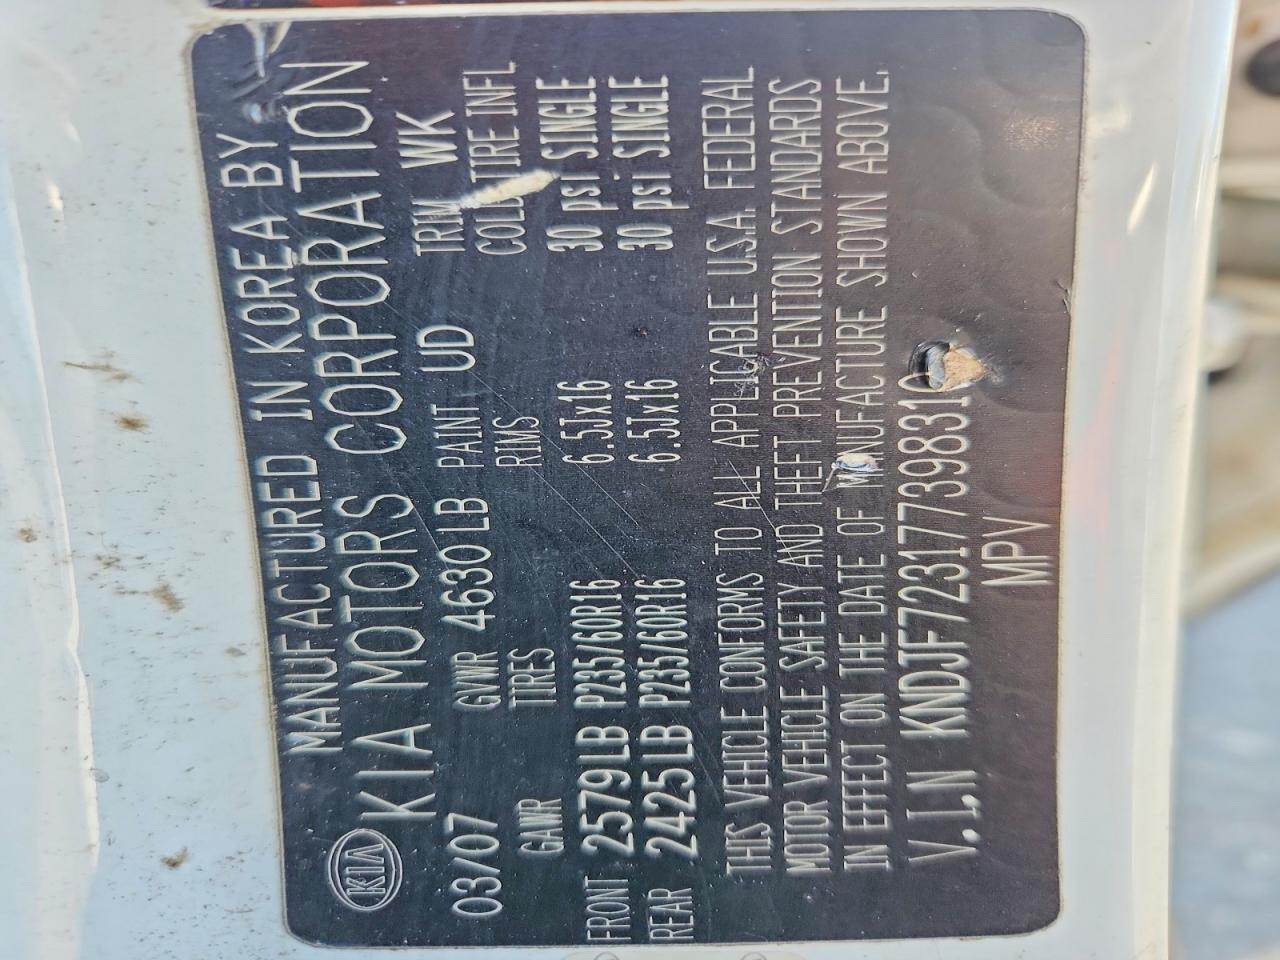 MANUFACTURED IN KOREA BY
KIA KIA MOTORS CORPORATION
03/07 GVWR 4630LB PAINT UD TRIM WK
GAWR TIRES RIMS COLD TIRE INFL
FRONT 2579LB P235/60R16 6.5Jx16 30 psi SINGLE
REAR 2425LB P235/60R16 6.5Jx16 30 psi SINGLE
THIS VEHICLE CONFORMS TO ALL APPLICABLE U.S.A. FEDERAL
MOTOR VEHICLE SAFETY AND THEFT PREVENTION STANDARDS
IN EFFECT ON THE DATE OF MANUFACTURE SHOWN ABOVE.
V.I.N KNDJF723177398310
MPV